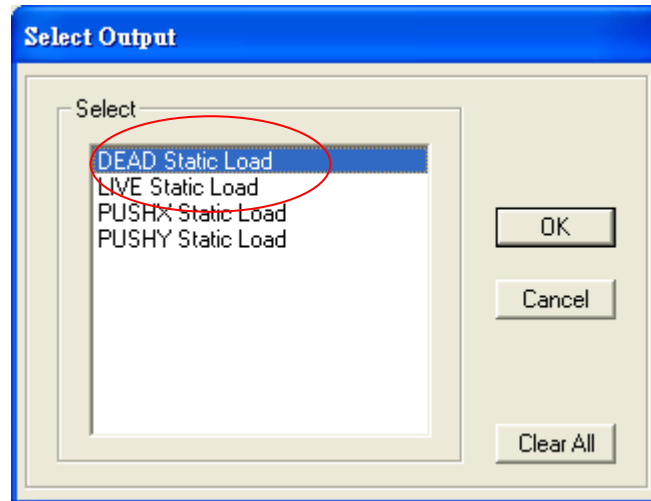 Select Output
Select
DEAD Static Load
LIVE Static Load
PUSHX Static Load
PUSHY Static Load
OK
Cancel
Clear All